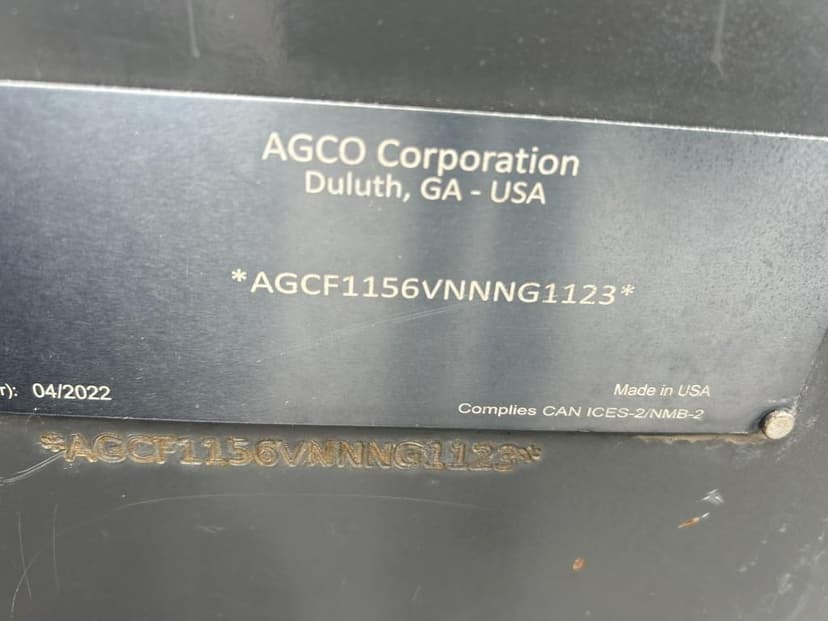 AGCO Corporation
Duluth, GA - USA
*AGCF1156VNNNG1123*
r): 04/2022
Made in USA
Complies CAN ICES-2/NMB-2
*AGCF1156VNNNG1123*